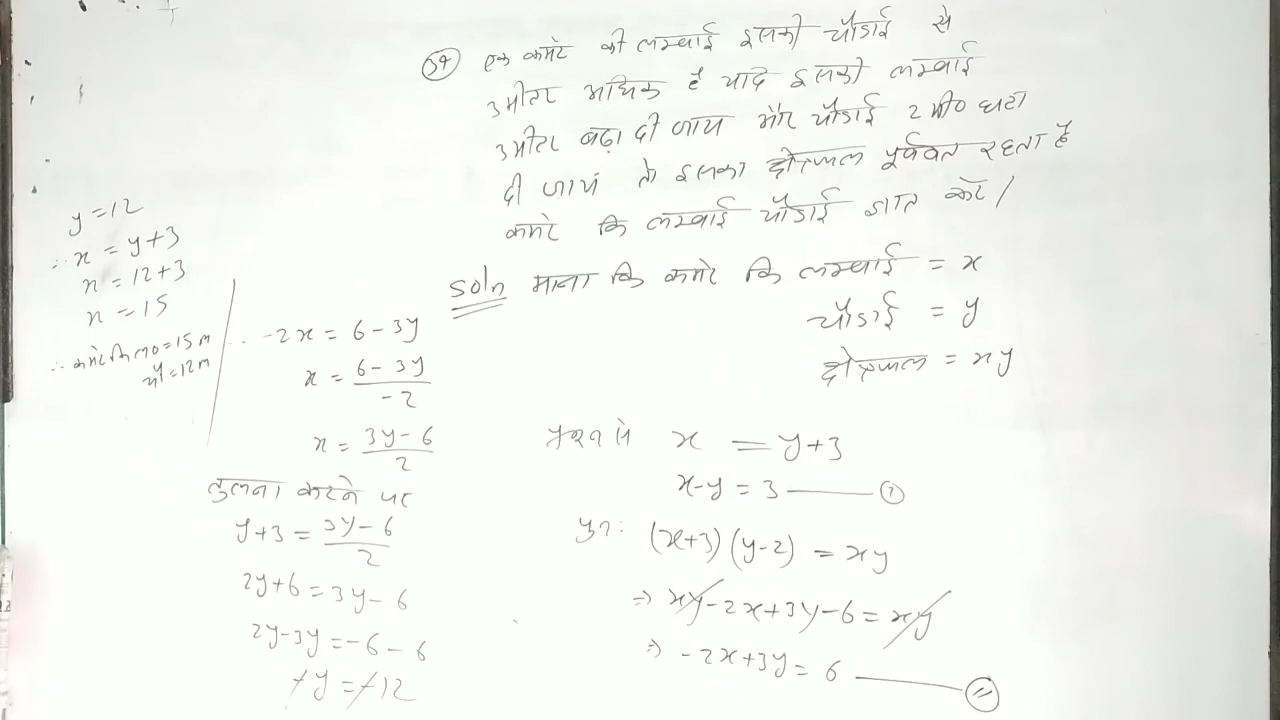 (34) एक कमरे की लम्बाई इसकी चौडाई से
3मीटर अधिक है यदि इसकी लम्बाई
3मीटर बढ़ा दी जाय और चौडाई 2 मी० घटा
दी जाय तो इसका क्षेत्रफल पूर्ववत रहता है
कमरे कि लम्बाई चौडाई ज्ञात करें /
Soln माना कि कमरे कि लम्बाई = x
चौडाई = y
क्षेत्रफल = xy
प्रश्न से x = y+3
x-y = 3 ——— ①
पुन: (x+3)(y-2) = xy
⇒ xy-2x+3y-6 = xy
⇒ -2x+3y = 6 ——— (II)
-2x = 6-3y
x = 6-3y / -2
x = 3y-6 / 2
तुलना करने पर
y+3 = 3y-6 / 2
2y+6 = 3y-6
2y-3y = -6-6
-y = -12
y = 12
∴ x = y+3
x = 12+3
x = 15
∴ कमरे कि ल० = 15 m
चौ = 12 m